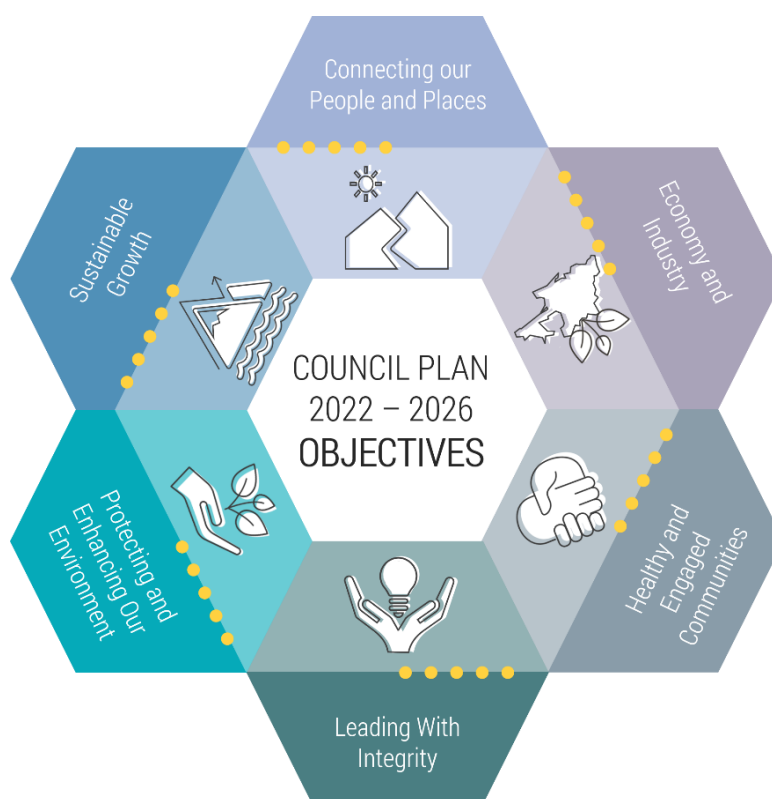 Connecting our
People and Places
Economy and
Industry
Healthy and
Engaged
Communities
Leading With
Integrity
Protecting and
Enhancing Our
Environment
Sustainable
Growth
COUNCIL PLAN
2022 – 2026
OBJECTIVES